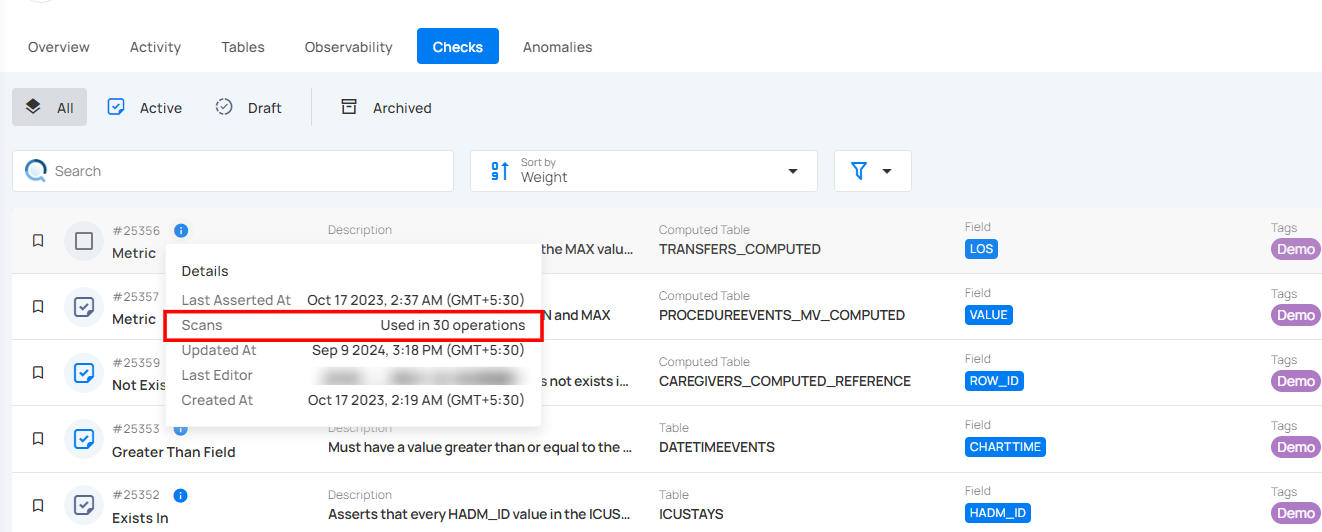 Overview Activity Tables Observability Checks Anomalies
All Active Draft Archived
Search
Sort by
Weight
#25356
Metric
Description
the MAX valu...
Computed Table
TRANSFERS_COMPUTED
Field
LOS
Tags
Demo
Details
Last Asserted At Oct 17 2023, 2:37 AM (GMT+5:30)
Scans Used in 30 operations
Updated At Sep 9 2024, 3:18 PM (GMT+5:30)
Last Editor
Created At Oct 17 2023, 2:19 AM (GMT+5:30)
#25357
Metric
N and MAX
Computed Table
PROCEDUREEVENTS_MV_COMPUTED
Field
VALUE
Tags
Demo
#25359
Not Exis
s not exists i...
Computed Table
CAREGIVERS_COMPUTED_REFERENCE
Field
ROW_ID
Tags
Demo
#25353
Greater Than Field
Description
Must have a value greater than or equal to the ...
Table
DATETIMEEVENTS
Field
CHARTTIME
Tags
Demo
#25352
Exists In
Description
Asserts that every HADM_ID value in the ICUS...
Table
ICUSTAYS
Field
HADM_ID
Tags
Demo